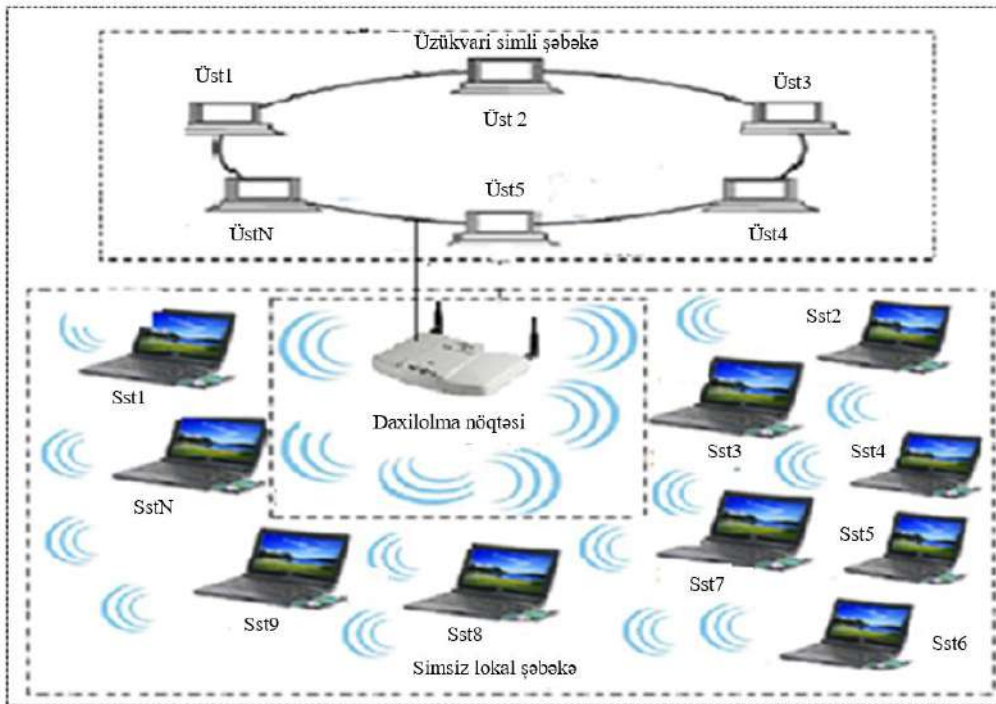 Üzükvari simli şəbəkə
Üst1
Üst 2
Üst3
ÜstN
Üst5
Üst4
Sst1
Daxilolma nöqtəsi
Sst2
Sst3
Sst4
SstN
Sst5
Sst7
Sst9
Sst8
Sst6
Simsiz lokal şəbəkə